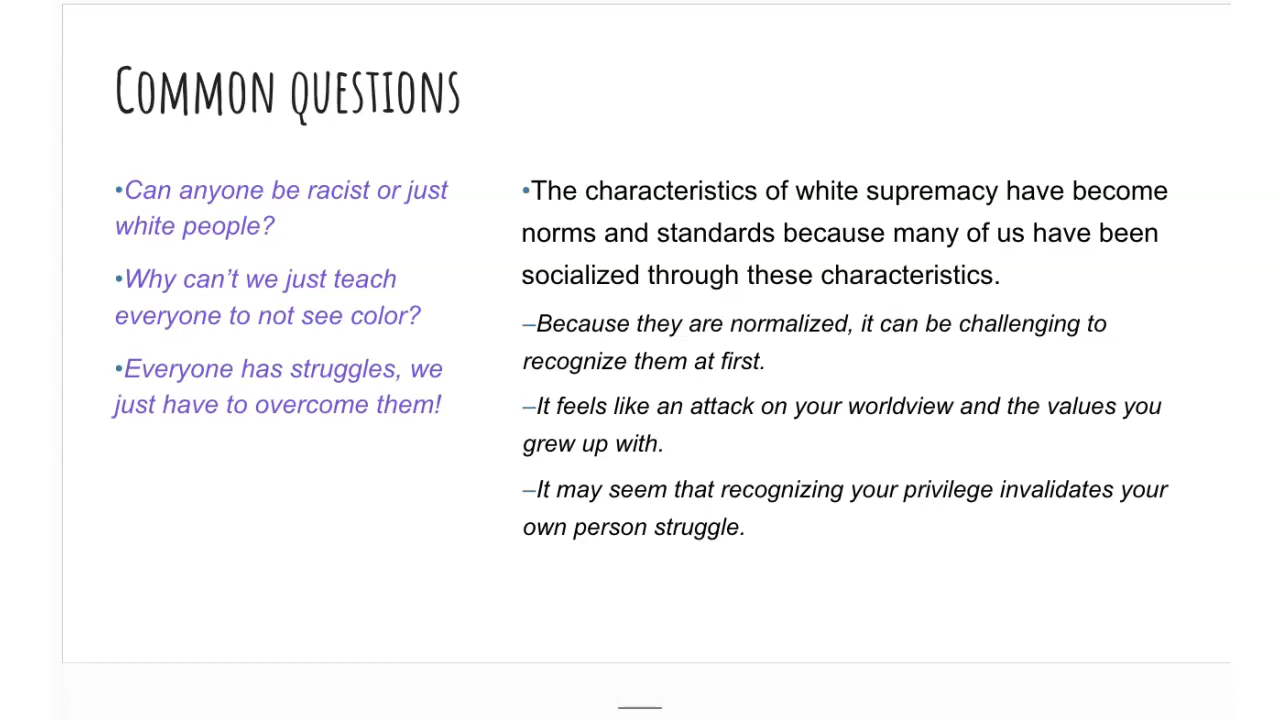 Common questions
•Can anyone be racist or just
white people?
•Why can’t we just teach
everyone to not see color?
•Everyone has struggles, we
just have to overcome them!
•The characteristics of white supremacy have become
norms and standards because many of us have been
socialized through these characteristics.
–Because they are normalized, it can be challenging to
recognize them at first.
–It feels like an attack on your worldview and the values you
grew up with.
–It may seem that recognizing your privilege invalidates your
own person struggle.